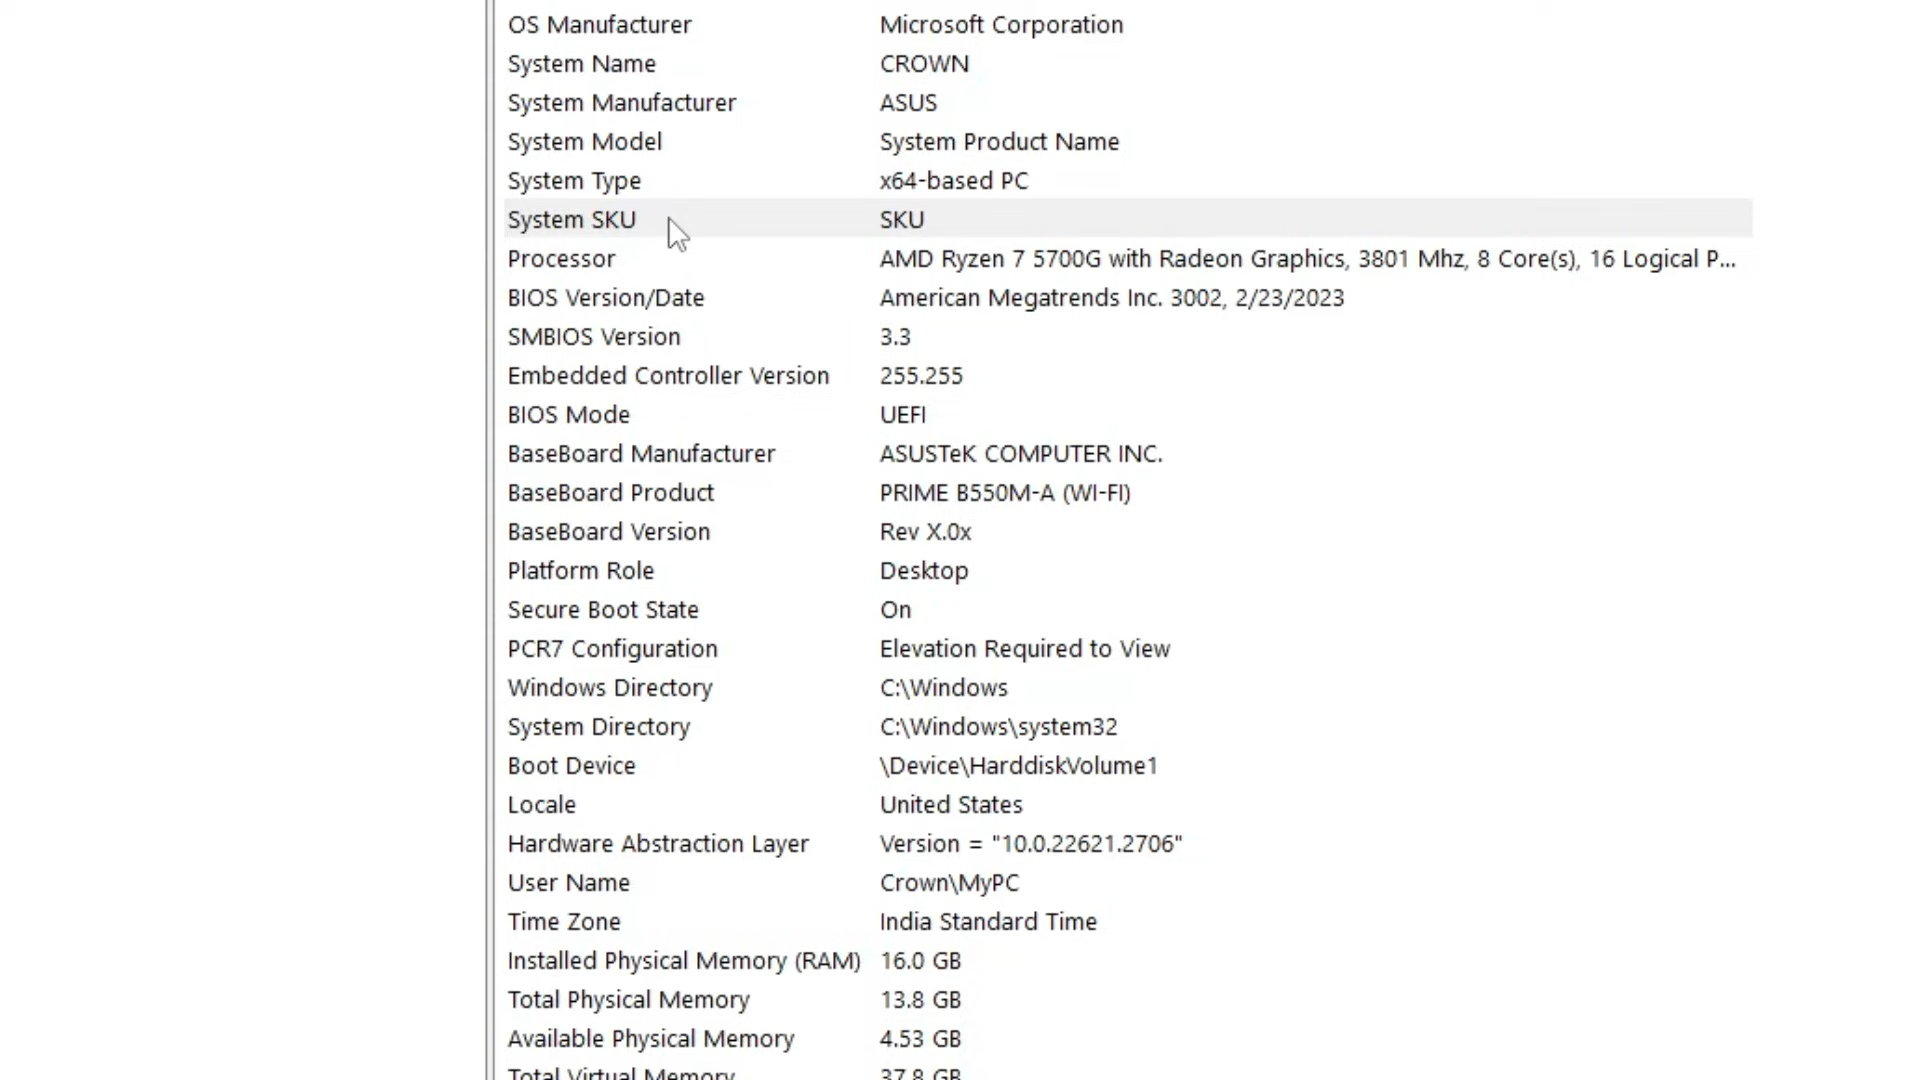 OS Manufacturer Microsoft Corporation
System Name CROWN
System Manufacturer ASUS
System Model System Product Name
System Type x64-based PC
System SKU SKU
Processor AMD Ryzen 7 5700G with Radeon Graphics, 3801 Mhz, 8 Core(s), 16 Logical P...
BIOS Version/Date American Megatrends Inc. 3002, 2/23/2023
SMBIOS Version 3.3
Embedded Controller Version 255.255
BIOS Mode UEFI
BaseBoard Manufacturer ASUSTeK COMPUTER INC.
BaseBoard Product PRIME B550M-A (WI-FI)
BaseBoard Version Rev X.0x
Platform Role Desktop
Secure Boot State On
PCR7 Configuration Elevation Required to View
Windows Directory C:\Windows
System Directory C:\Windows\system32
Boot Device \Device\HarddiskVolume1
Locale United States
Hardware Abstraction Layer Version = "10.0.22621.2706"
User Name Crown\MyPC
Time Zone India Standard Time
Installed Physical Memory (RAM) 16.0 GB
Total Physical Memory 13.8 GB
Available Physical Memory 4.53 GB
Total Virtual Memory 37.8 GB